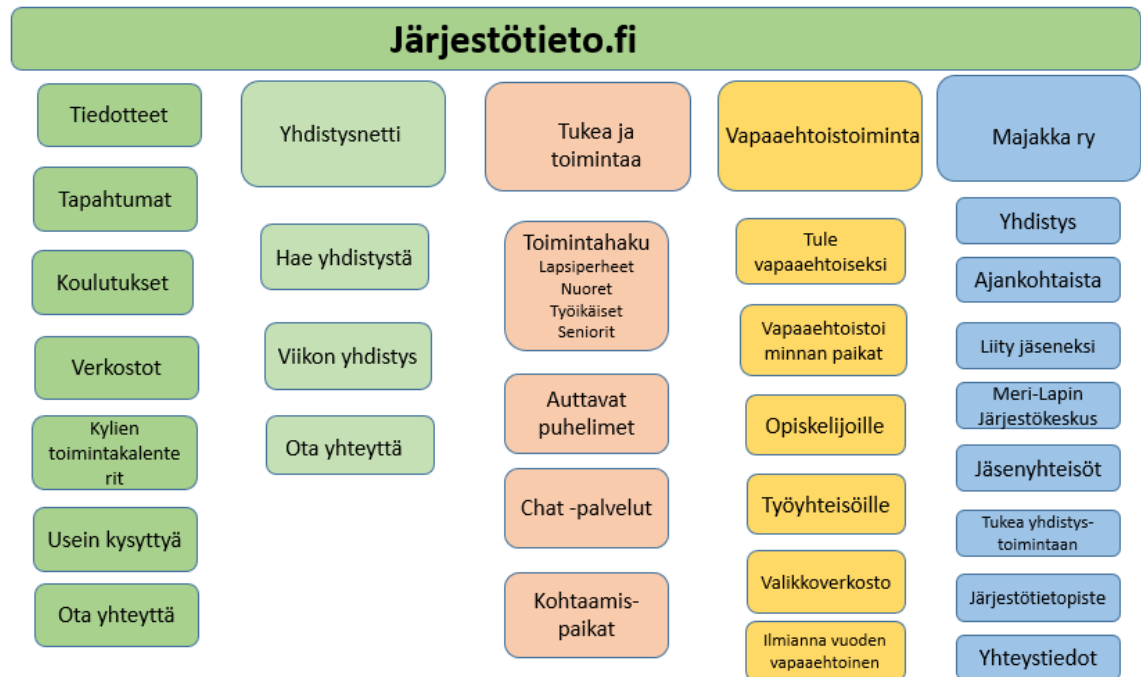 Järjestötieto.fi
Tiedotteet
Tapahtumat
Koulutukset
Verkostot
Kylien
toimintakalente
rit
Usein kysyttyä
Ota yhteyttä
Yhdistysnetti
Hae yhdistystä
Viikon yhdistys
Ota yhteyttä
Tukea ja
toimintaa
Toimintahaku
Lapsiperheet
Nuoret
Työikäiset
Seniorit
Auttavat
puhelimet
Chat -palvelut
Kohtaamis-
paikat
Vapaaehtoistoiminta
Tule
vapaaehtoiseksi
Vapaaehtoistoi
minnan paikat
Opiskelijoille
Työyhteisöille
Valikkoverkosto
Ilmianna vuoden
vapaaehtoinen
Majakka ry
Yhdistys
Ajankohtaista
Liity jäseneksi
Meri-Lapin
Järjestökeskus
Jäsenyhteisöt
Tukea yhdistys-
toimintaan
Järjestötietopiste
Yhteystiedot